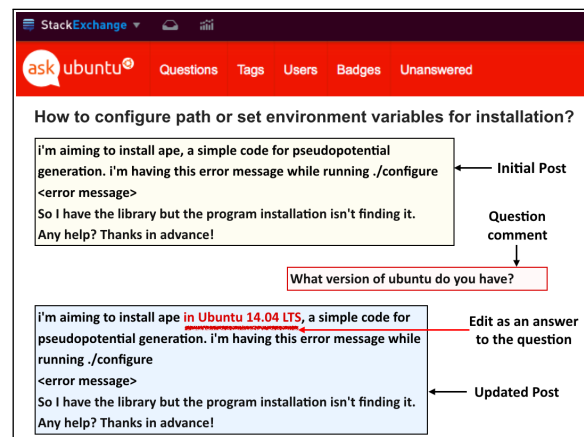 StackExchange
ask ubuntu
Questions Tags Users Badges Unanswered
How to configure path or set environment variables for installation?
i'm aiming to install ape, a simple code for pseudopotential
generation. i'm having this error message while running ./configure
<error message>
So I have the library but the program installation isn't finding it.
Any help? Thanks in advance!
Initial Post
Question
comment
What version of ubuntu do you have?
i'm aiming to install ape in Ubuntu 14.04 LTS, a simple code for
pseudopotential generation. i'm having this error message while
running ./configure
<error message>
So I have the library but the program installation isn't finding it.
Any help? Thanks in advance!
Edit as an answer
to the question
Updated Post